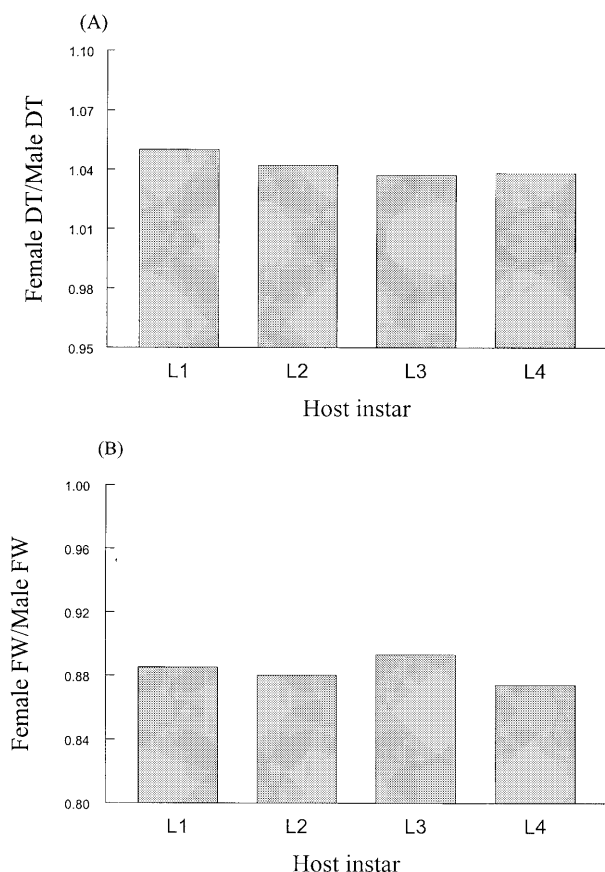 (A)
Female DT/Male DT
1.10
1.07
1.04
1.01
0.98
0.95
L1 L2 L3 L4
Host instar
(B)
Female FW/Male FW
1.00
0.96
0.92
0.88
0.84
0.80
L1 L2 L3 L4
Host instar